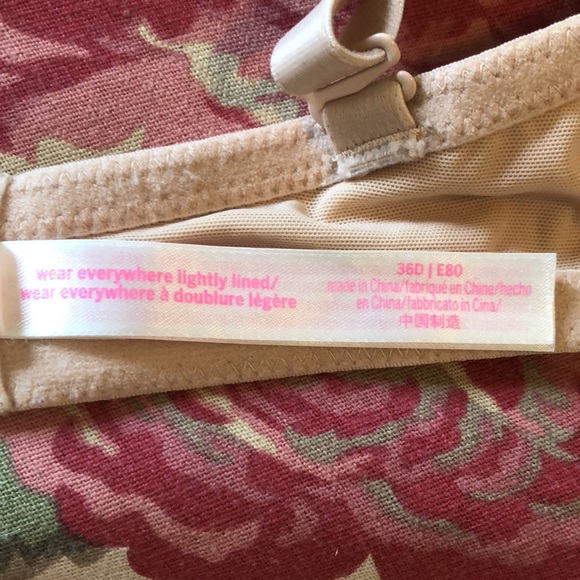 wear everywhere lightly lined/
wear everywhere à doublure légère
36D | E80
made in China/fabriqué en Chine/hecho
en China/fabbricato in Cina/
中国制造